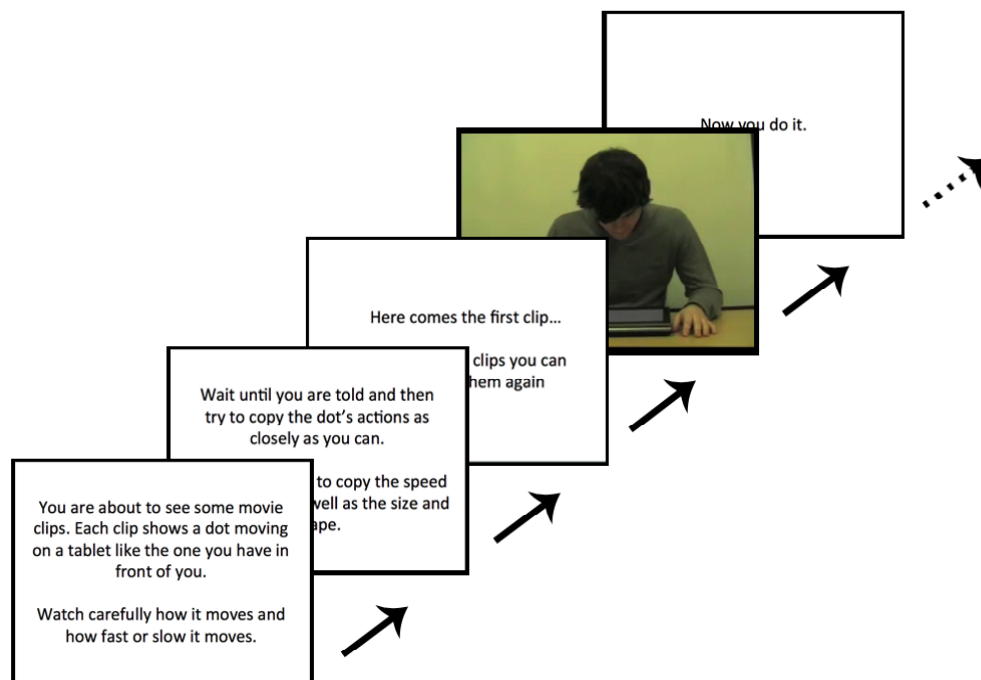 Now you do it.
Here comes the first clip...
clips you can
them again
Wait until you are told and then
try to copy the dot's actions as
closely as you can.
to copy the speed
well as the size and
You are about to see some movie
clips. Each clip shows a dot moving
on a tablet like the one you have in
front of you.
Watch carefully how it moves and
how fast or slow it moves.